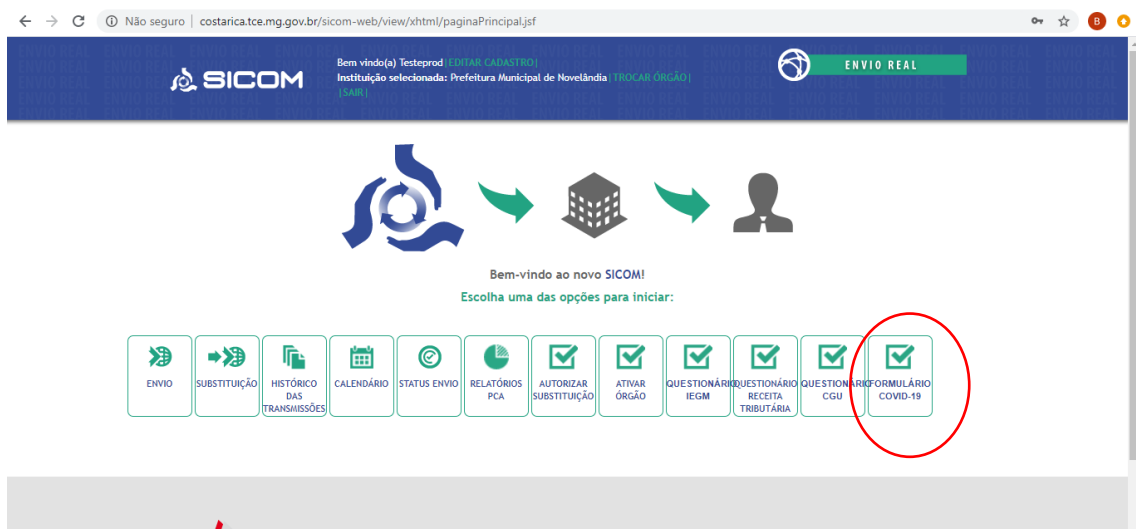 Não seguro | costarica.tce.mg.gov.br/sicom-web/view/xhtml/paginaPrincipal.jsf
B
SICOM
Bem vindo(a) Testeprod |EDITAR CADASTRO|
Instituição selecionada: Prefeitura Municipal de Novelândia |TROCAR ÓRGÃO|
|SAIR|
ENVIO REAL
Bem-vindo ao novo SICOM!
Escolha uma das opções para iniciar:
ENVIO
SUBSTITUIÇÃO
HISTÓRICO
DAS
TRANSMISSÕES
CALENDÁRIO
STATUS ENVIO
RELATÓRIOS
PCA
AUTORIZAR
SUBSTITUIÇÃO
ATIVAR
ÓRGÃO
QUESTIONÁRIO
IEGM
QUESTIONÁRIO
RECEITA
TRIBUTÁRIA
QUESTIONÁRIO
CGU
FORMULÁRIO
COVID-19